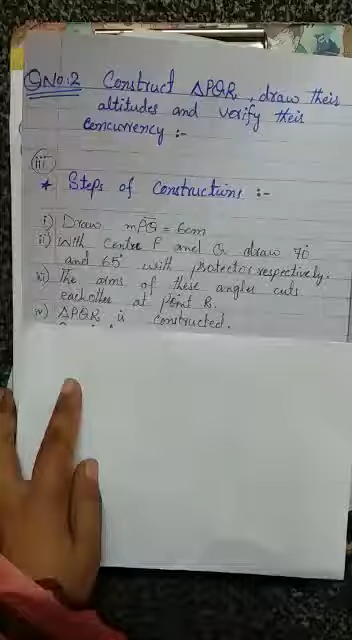 QNo:2 Construct ΔPQR, draw their
altitudes and verify their
concurrency :-
iii
* Steps of Constructions :-
i) Draw mPQ = 6cm
ii) With centre P and Q draw 70°
and 65° with protector respectively.
iii) The arms of these angles cuts
eachother at point R.
iv) ΔPQR is constructed.